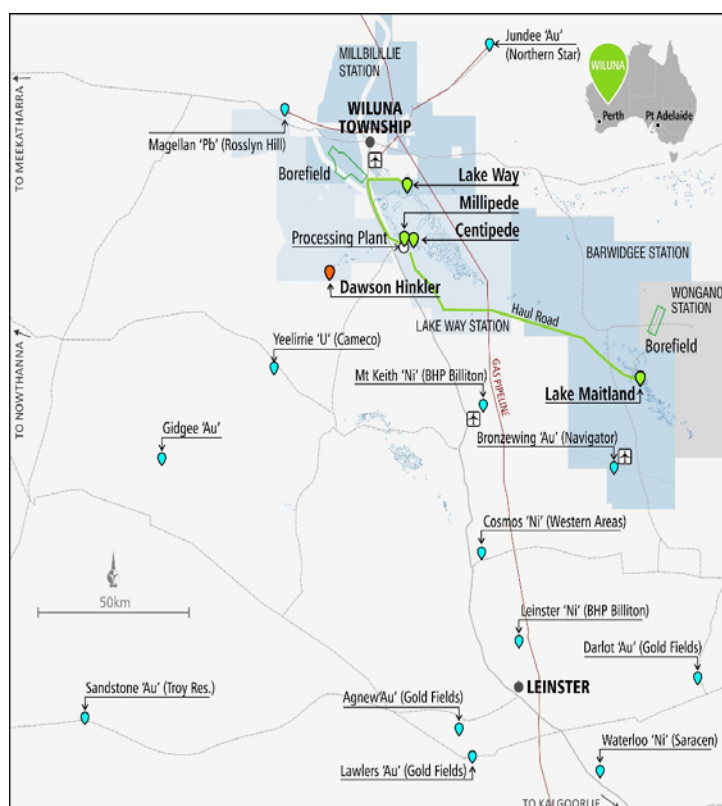 Jundee 'Au'
(Northern Star)
MILLBILILLIE
STATION
WILUNA
Perth
Pt Adelaide
WILUNA
TOWNSHIP
Magellan 'Pb' (Rosslyn Hill)
TO MEEKATHARRA
Borefield
Lake Way
Millipede
Processing Plant
Centipede
BARWIDGEE STATION
Dawson Hinkler
WONGANO
STATION
Haul Road
LAKE WAY STATION
Borefield
Yeelirrie 'U' (Cameco)
TO NOWTHANNA
GAS PIPELINE
Mt Keith 'Ni' (BHP Billiton)
Lake Maitland
Gidgee 'Au'
Bronzewing 'Au' (Navigator)
Cosmos 'Ni' (Western Areas)
50km
Leinster 'Ni' (BHP Billiton)
Darlot 'Au' (Gold Fields)
LEINSTER
Sandstone 'Au' (Troy Res.)
Agnew'Au' (Gold Fields)
Waterloo 'Ni' (Saracen)
Lawlers 'Au' (Gold Fields)
TO KALGOORLIE